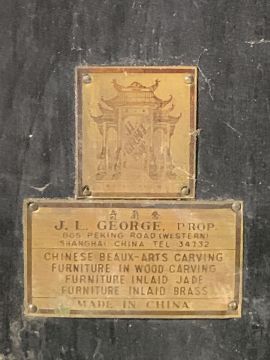 J. L. GEORGE, PROP.
805 PEKING ROAD (WESTERN)
SHANGHAI CHINA TEL 34732
CHINESE BEAUX-ARTS CARVING
FURNITURE IN WOOD CARVING
FURNITURE INLAID JADE
FURNITURE INLAID BRASS
MADE IN CHINA